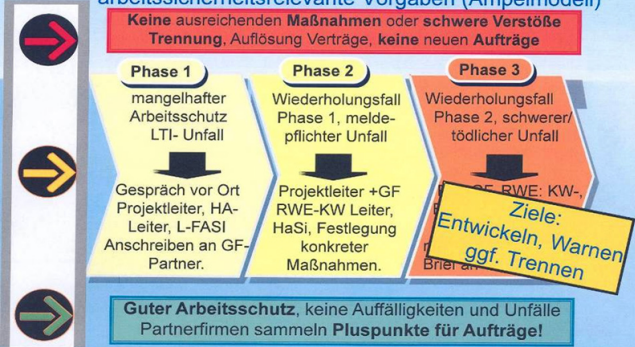 arbeitssicherheitsrelevante Vorgaben (Ampelmodell)
Keine ausreichenden Maßnahmen oder schwere Verstöße
Trennung, Auflösung Verträge, keine neuen Aufträge
Phase 1
mangelhafter
Arbeitsschutz
LTI- Unfall
Gespräch vor Ort
Projektleiter, HA-
Leiter, L-FASI
Anschreiben an GF-
Partner.
Phase 2
Wiederholungsfall
Phase 1, melde-
pflichter Unfall
Projektleiter +GF
RWE-KW Leiter,
HaSi, Festlegung
konkreter
Maßnahmen.
Phase 3
Wiederholungsfall
Phase 2, schwerer/
tödlicher Unfall
RWE: KW-,
Brief
Ziele:
Entwickeln, Warnen
ggf. Trennen
Guter Arbeitsschutz, keine Auffälligkeiten und Unfälle
Partnerfirmen sammeln Pluspunkte für Aufträge!